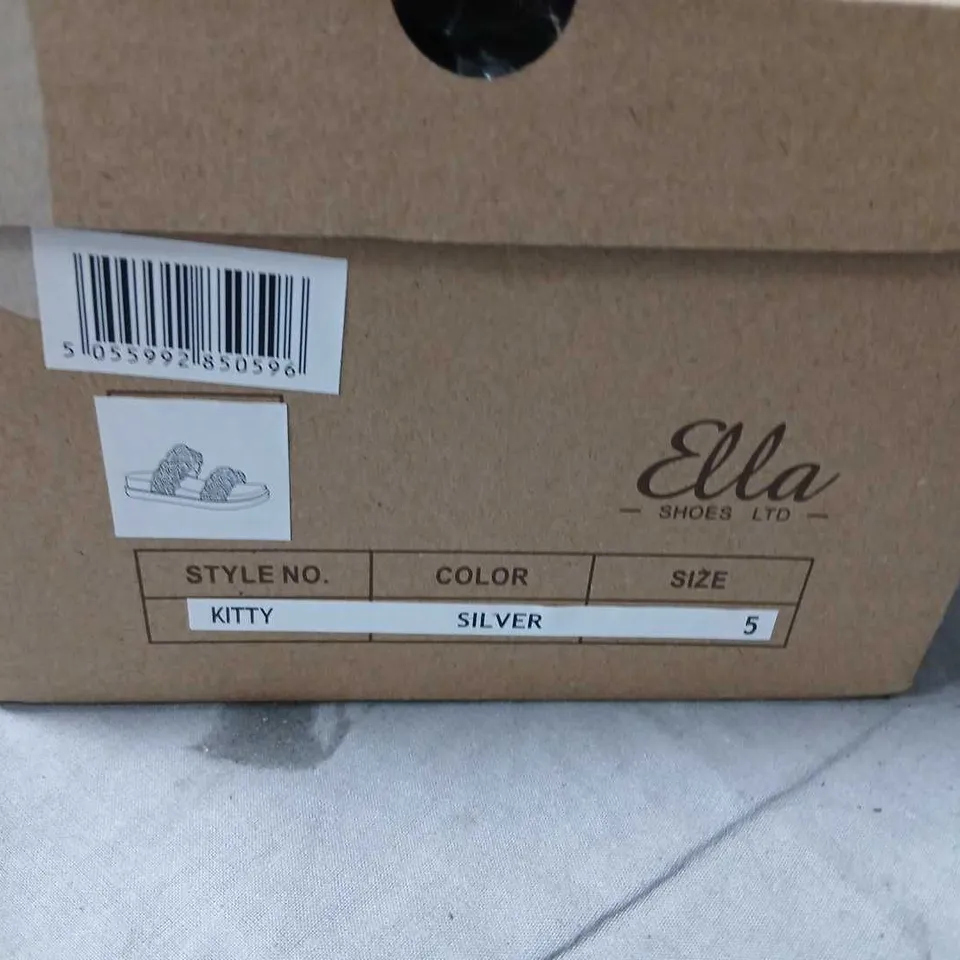 5 055992 850596
Ella
SHOES LTD
STYLE NO. COLOR SIZE
KITTY SILVER 5